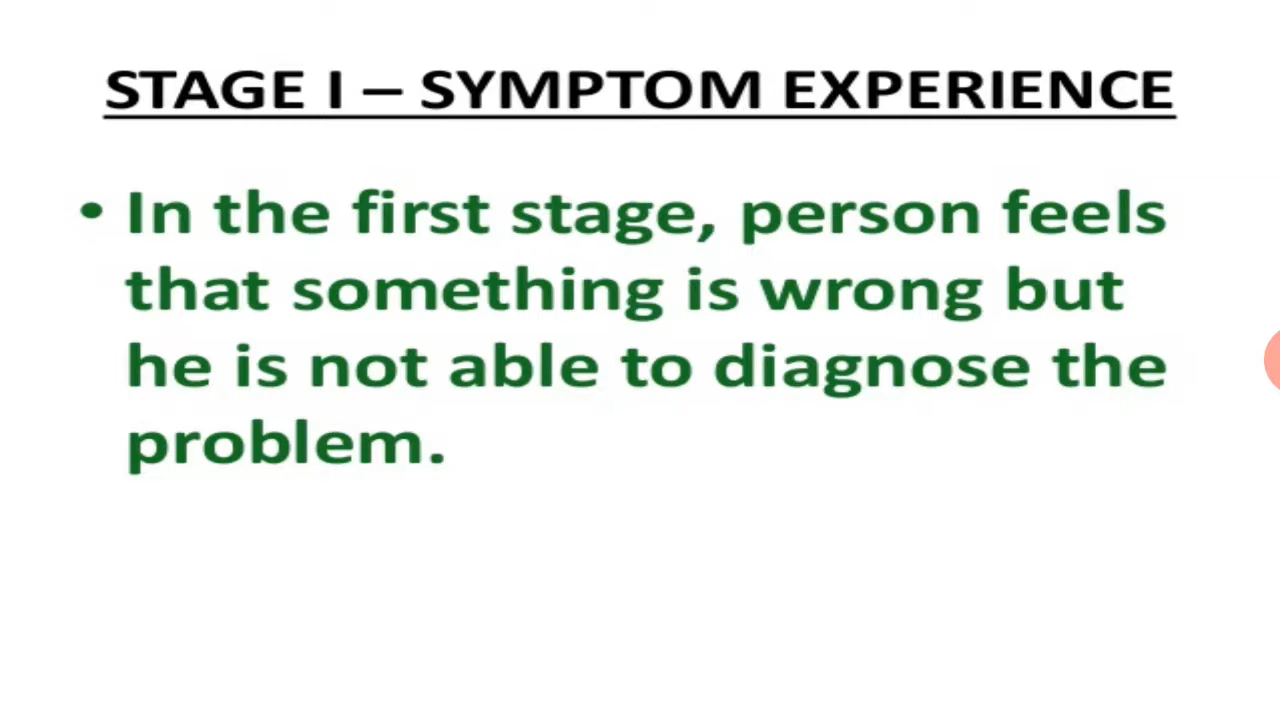 STAGE I – SYMPTOM EXPERIENCE
• In the first stage, person feels
that something is wrong but
he is not able to diagnose the
problem.